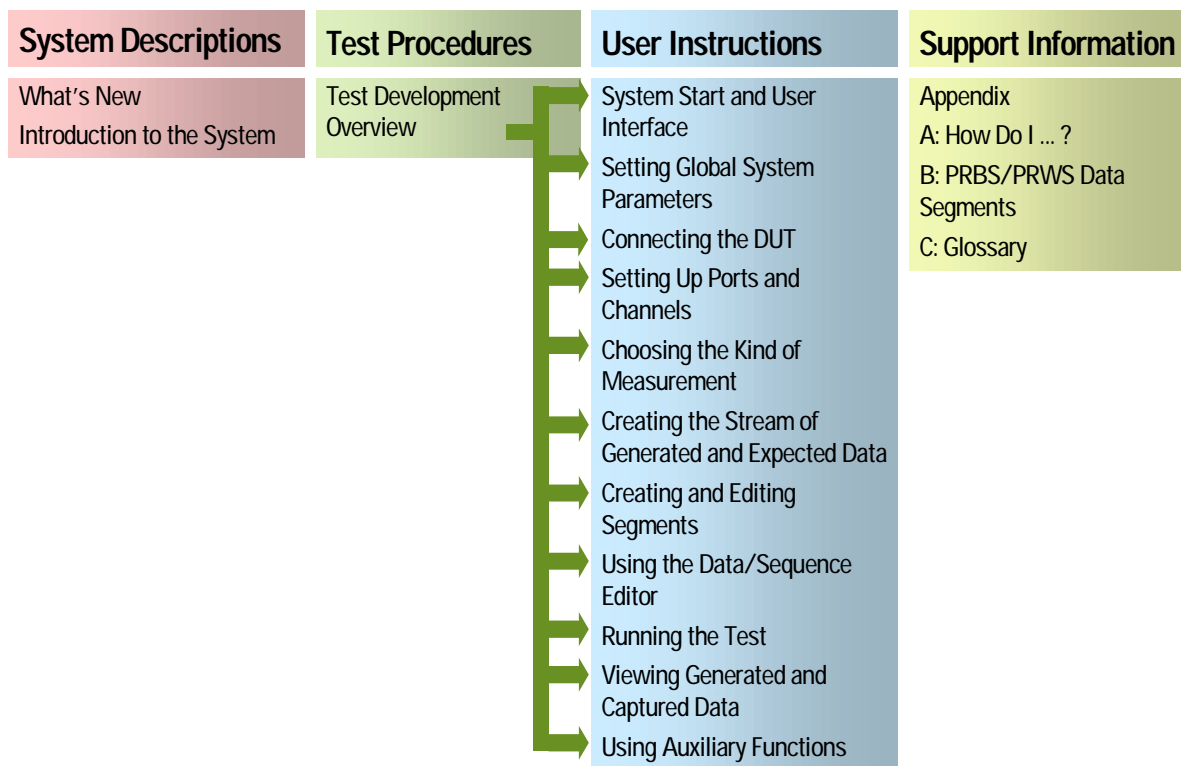 System Descriptions
What's New
Introduction to the System
Test Procedures
Test Development
Overview
User Instructions
System Start and User
Interface
Setting Global System
Parameters
Connecting the DUT
Setting Up Ports and
Channels
Choosing the Kind of
Measurement
Creating the Stream of
Generated and Expected Data
Creating and Editing
Segments
Using the Data/Sequence
Editor
Running the Test
Viewing Generated and
Captured Data
Using Auxiliary Functions
Support Information
Appendix
A: How Do I ... ?
B: PRBS/PRWS Data
Segments
C: Glossary